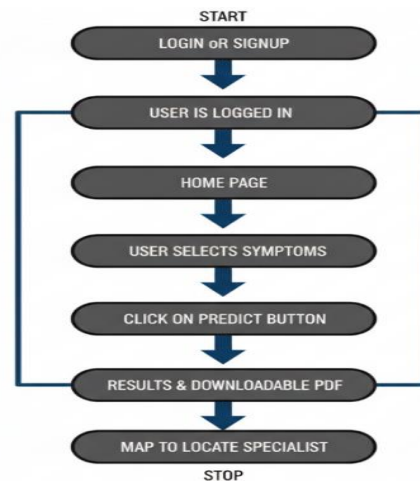 START
LOGIN oR SIGNUP
USER IS LOGGED IN
HOME PAGE
USER SELECTS SYMPTOMS
CLICK ON PREDICT BUTTON
RESULTS & DOWNLOADABLE PDF
MAP TO LOCATE SPECIALIST
STOP